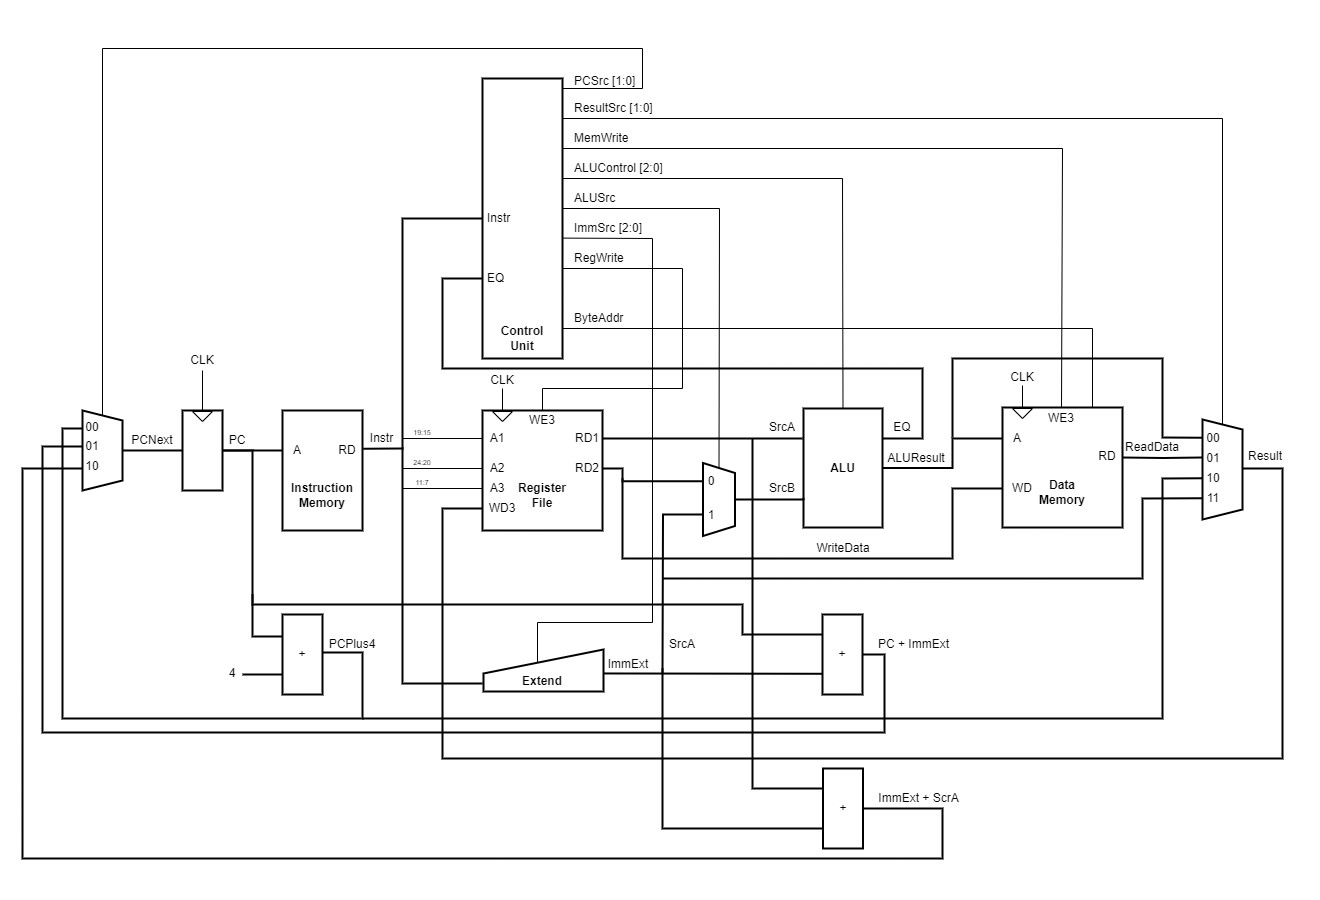 PCSrc [1:0]
ResultSrc [1:0]
MemWrite
ALUControl [2:0]
ALUSrc
Instr
ImmSrc [2:0]
RegWrite
EQ
ByteAddr
Control
Unit
CLK
CLK
CLK
00
01
10
PCNext
PC
A
RD
Instruction
Memory
Instr
19:15
24:20
11:7
WE3
A1
A2
A3
WD3
RD1
RD2
Register
File
0
1
SrcA
SrcB
ALU
EQ
ALUResult
WE3
A
WD
RD
Data
Memory
ReadData
00
01
10
11
Result
WriteData
+
4
PCPlus4
Extend
ImmExt
SrcA
+
PC + ImmExt
+
ImmExt + ScrA